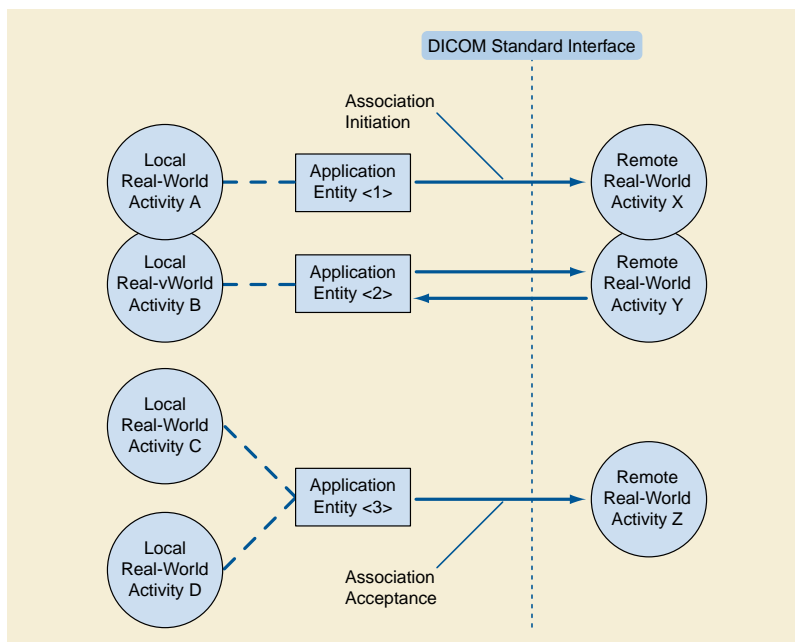 DICOM Standard Interface
Association
Initiation
Local
Real-World
Activity A
Application
Entity <1>
Remote
Real-World
Activity X
Local
Real-vWorld
Activity B
Application
Entity <2>
Remote
Real-World
Activity Y
Local
Real-World
Activity C
Application
Entity <3>
Remote
Real-World
Activity Z
Local
Real-World
Activity D
Association
Acceptance